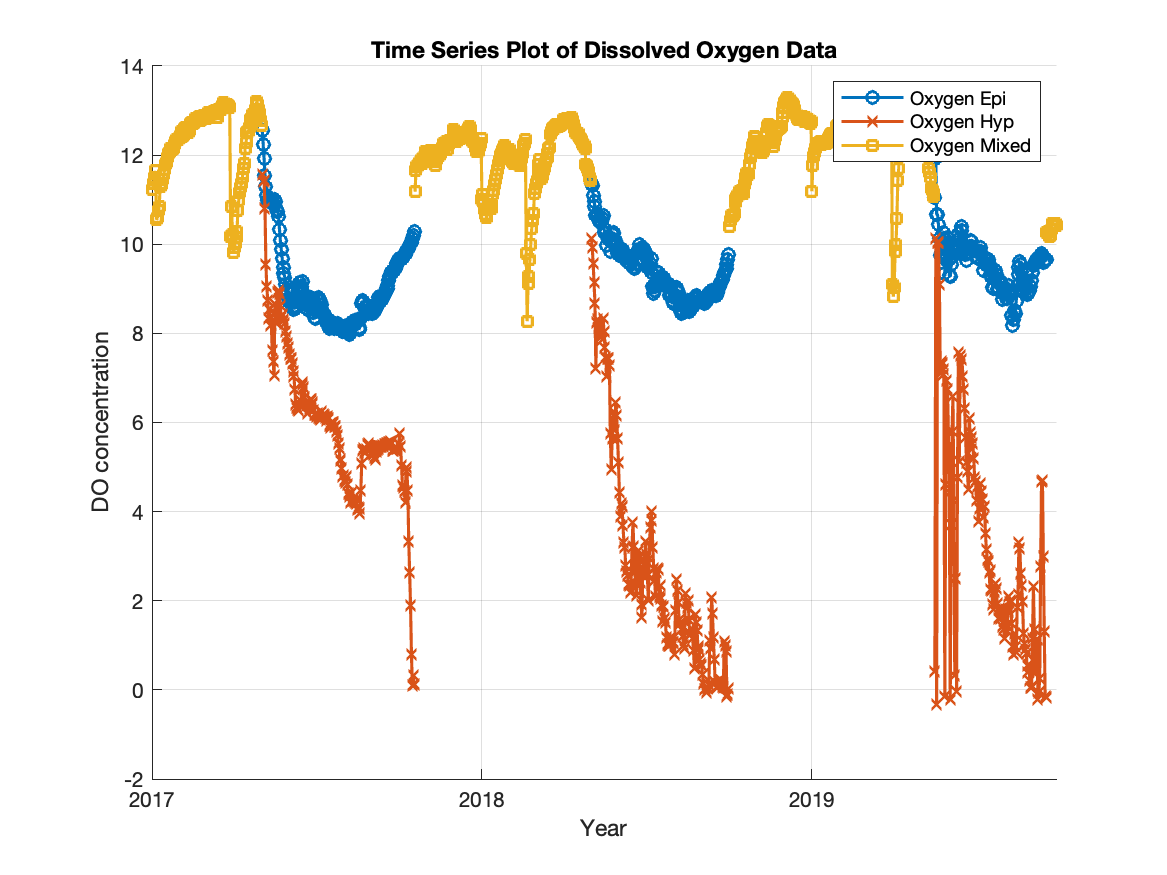 Time Series Plot of Dissolved Oxygen Data
14
12
10
8
6
4
2
0
-2
DO concentration
Oxygen Epi
Oxygen Hyp
Oxygen Mixed
2017
2018
2019
Year